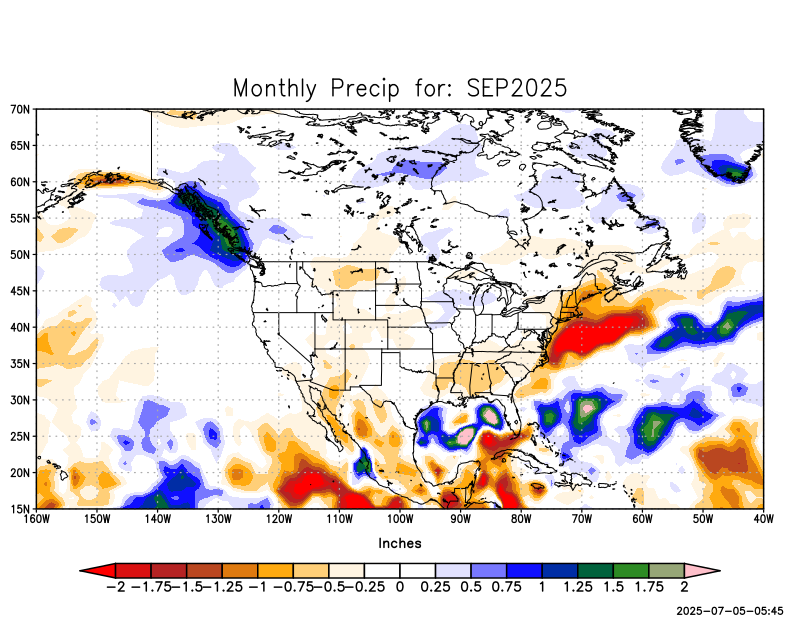 Monthly Precip for: SEP2025
70N
65N
60N
55N
50N
45N
40N
35N
30N
25N
20N
15N
160W 150W 140W 130W 120W 110W 100W 90W 80W 70W 60W 50W 40W
Inches
-2 -1.75 -1.5 -1.25 -1 -0.75 -0.5 -0.25 0 0.25 0.5 0.75 1 1.25 1.5 1.75 2
2025-07-05-05:45